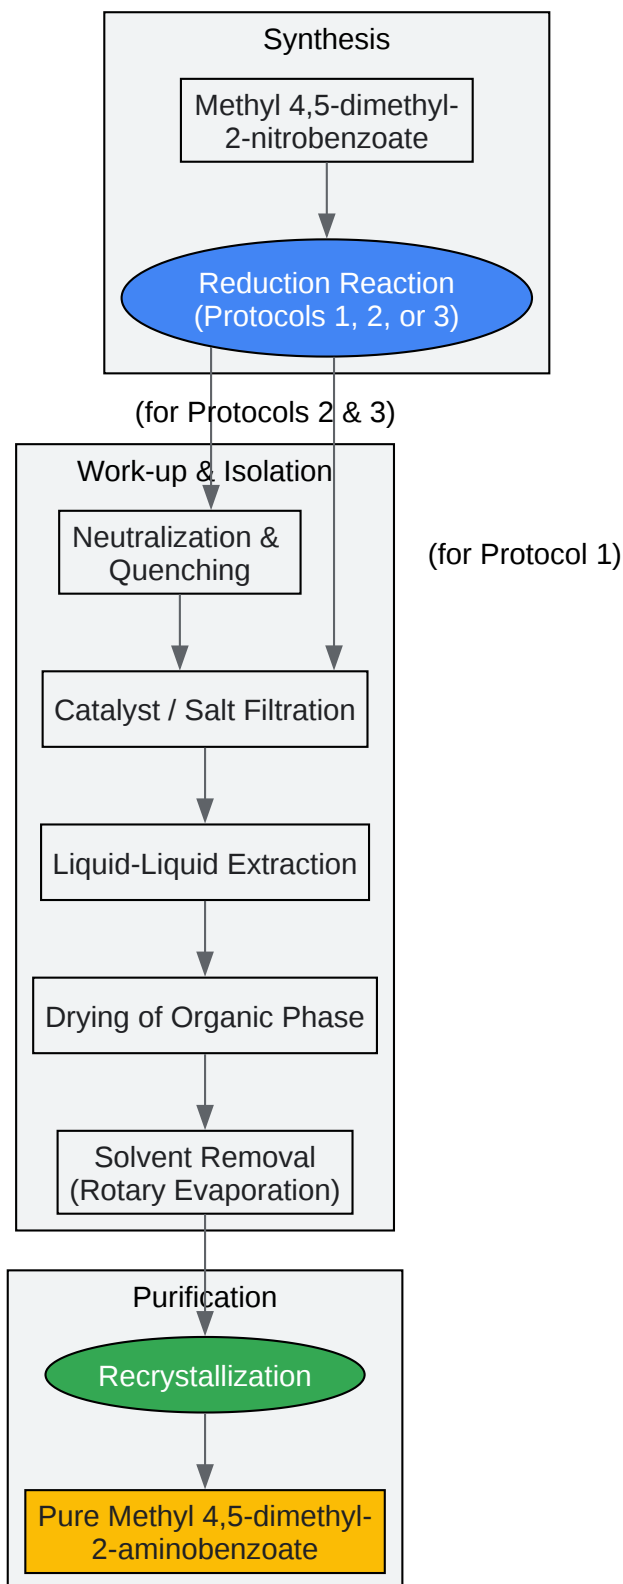 Synthesis
Methyl 4,5-dimethyl-
2-nitrobenzoate
Reduction Reaction
(Protocols 1, 2, or 3)
(for Protocols 2 & 3)
Work-up & Isolation
Neutralization &
Quenching
(for Protocol 1)
Catalyst / Salt Filtration
Liquid-Liquid Extraction
Drying of Organic Phase
Solvent Removal
(Rotary Evaporation)
Purification
Recrystallization
Pure Methyl 4,5-dimethyl-
2-aminobenzoate